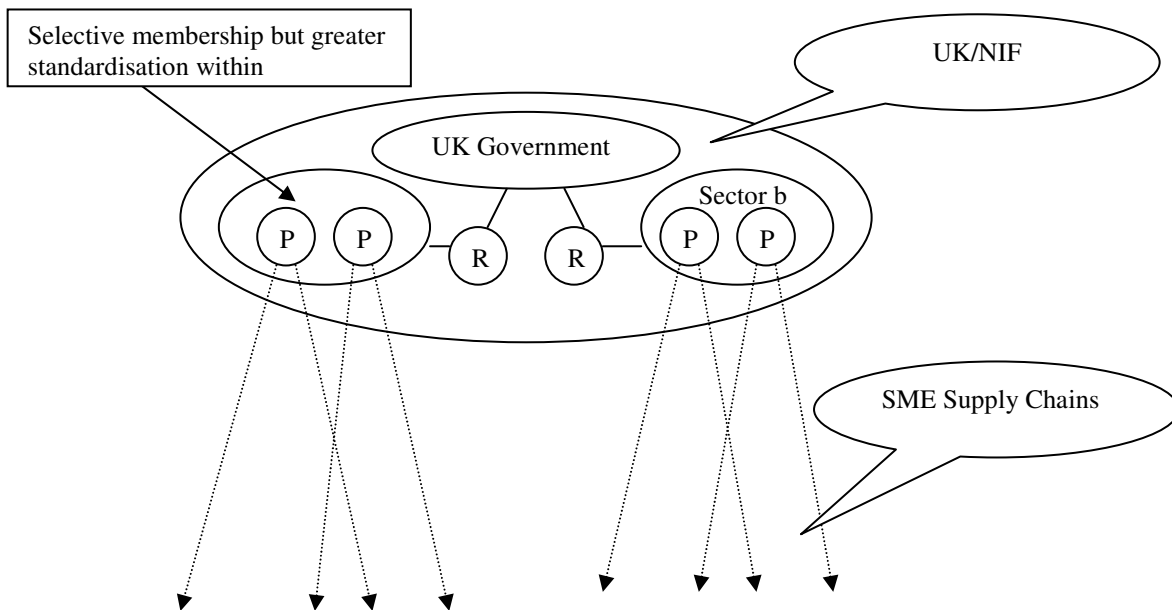 Selective membership but greater
standardisation within
UK/NIF
UK Government
Sector b
P
P
R
R
P
P
SME Supply Chains